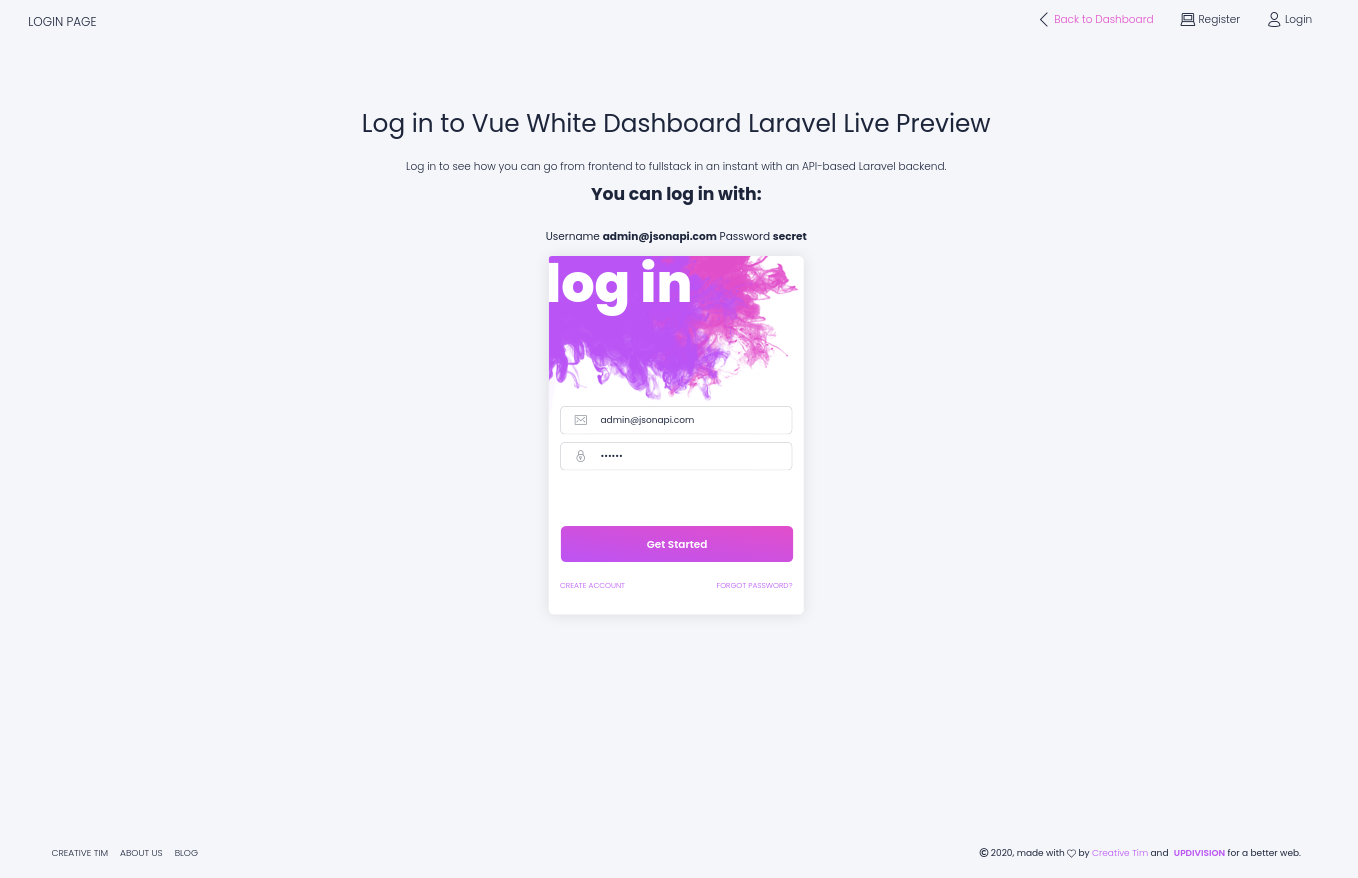 LOGIN PAGE
Back to Dashboard
Register
Login
Log in to Vue White Dashboard Laravel Live Preview
Log in to see how you can go from frontend to fullstack in an instant with an API-based Laravel backend.
You can log in with:
Username admin@jsonapi.com Password secret
log in
admin@jsonapi.com
••••••
Get Started
CREATE ACCOUNT
FORGOT PASSWORD?
CREATIVE TIM
ABOUT US
BLOG
© 2020, made with ♡ by Creative Tim and UPDIVISION for a better web.